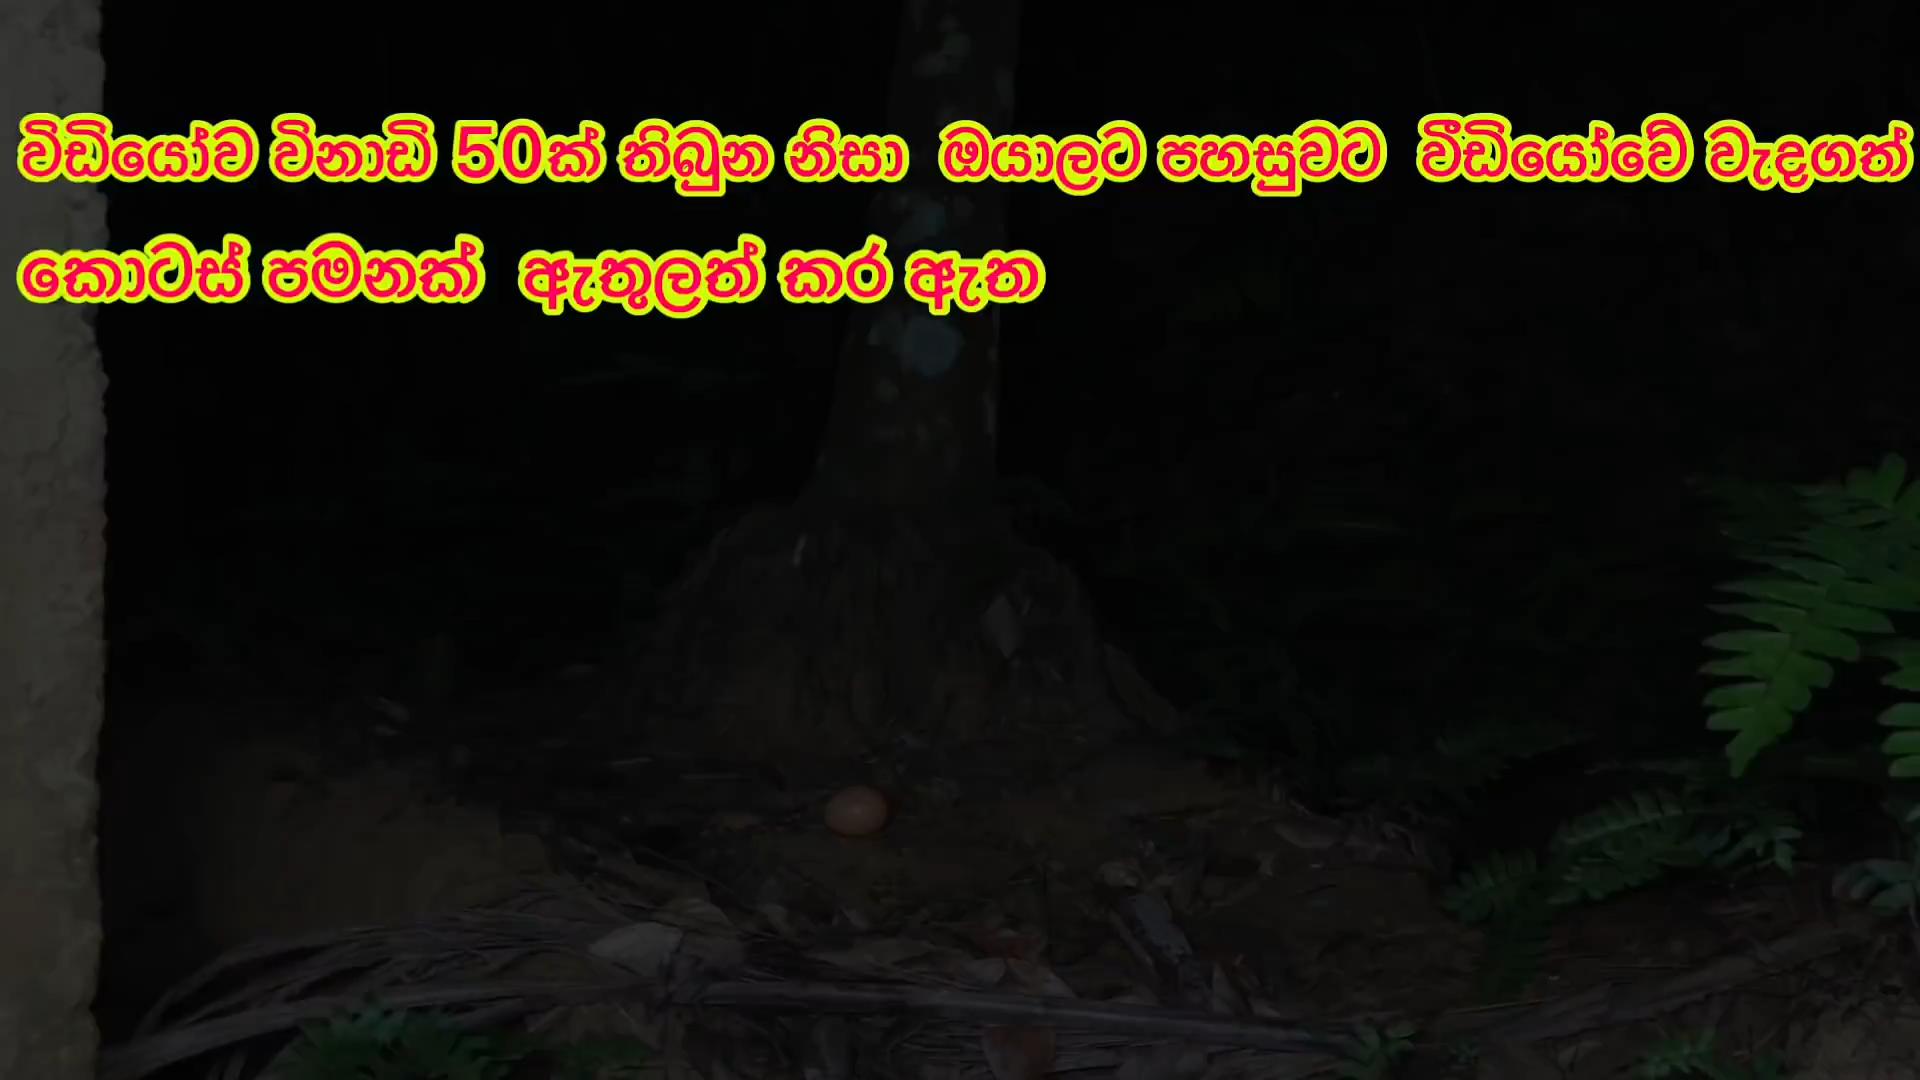 විඩියෝව විනාඩි 50ක් තිබුන නිසා ඔයාලට පහසුවට වීඩියෝවේ වැදගත්
කොටස් පමනක් ඇතුලත් කර ඇත